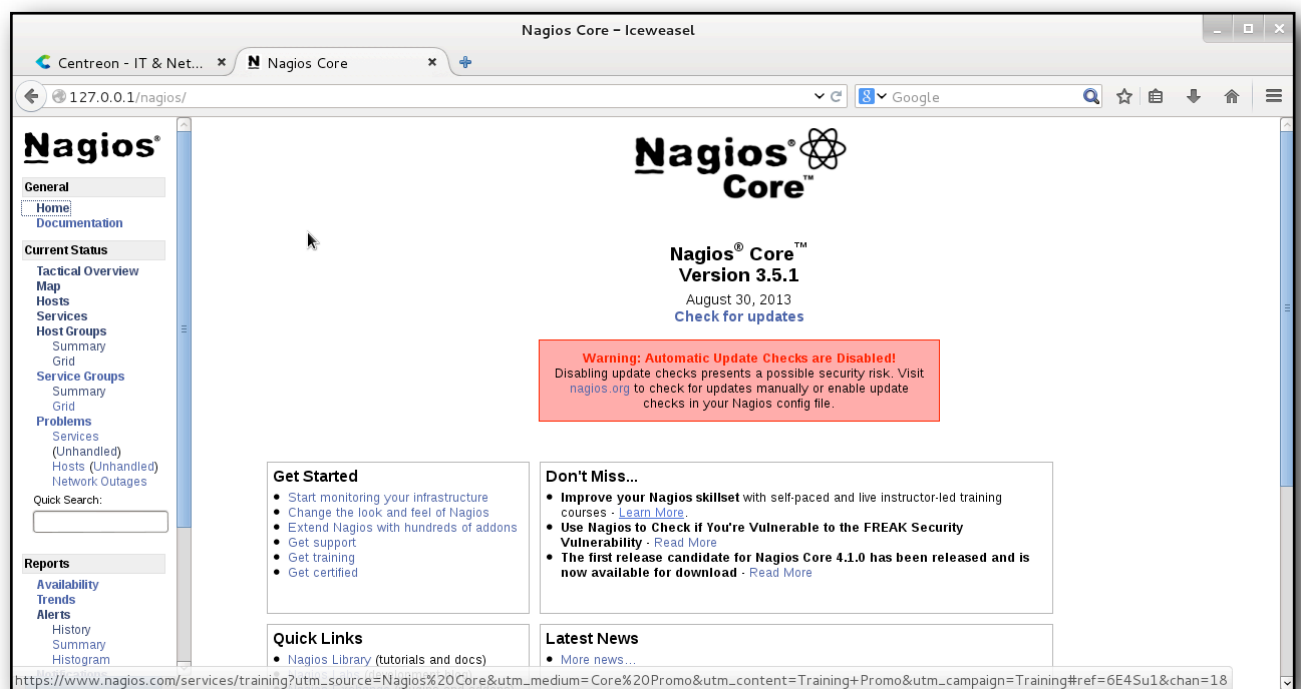 Nagios Core – Iceweasel
Centreon - IT & Net... ×
N Nagios Core ×
127.0.0.1/nagios/
Google
Nagios®
General
Home
Documentation
Current Status
Tactical Overview
Map
Hosts
Services
Host Groups
Summary
Grid
Service Groups
Summary
Grid
Problems
Services
(Unhandled)
Hosts (Unhandled)
Network Outages
Quick Search:
Reports
Availability
Trends
Alerts
History
Summary
Histogram
Nagios®
Core™
Nagios® Core™
Version 3.5.1
August 30, 2013
Check for updates
Warning: Automatic Update Checks are Disabled!
Disabling update checks presents a possible security risk. Visit
nagios.org to check for updates manually or enable update
checks in your Nagios config file.
Get Started
• Start monitoring your infrastructure
• Change the look and feel of Nagios
• Extend Nagios with hundreds of addons
• Get support
• Get training
• Get certified
Don't Miss...
• Improve your Nagios skillset with self-paced and live instructor-led training
courses - Learn More.
• Use Nagios to Check if You're Vulnerable to the FREAK Security
Vulnerability - Read More
• The first release candidate for Nagios Core 4.1.0 has been released and is
now available for download - Read More
Quick Links
• Nagios Library (tutorials and docs)
Latest News
• More news...
https://www.nagios.com/services/training?utm_source=Nagios%20Core&utm_medium=Core%20Promo&utm_content=Training+Promo&utm_campaign=Training#ref=6E4Su1&chan=18